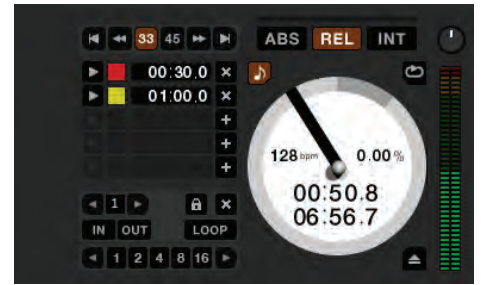 33 45
ABS REL INT
00:30.0 ×
01:00.0 ×
+
+
+
128 bpm 0.00 %
00:50.8
06:56.7
1 ×
IN OUT LOOP
1 2 4 8 16